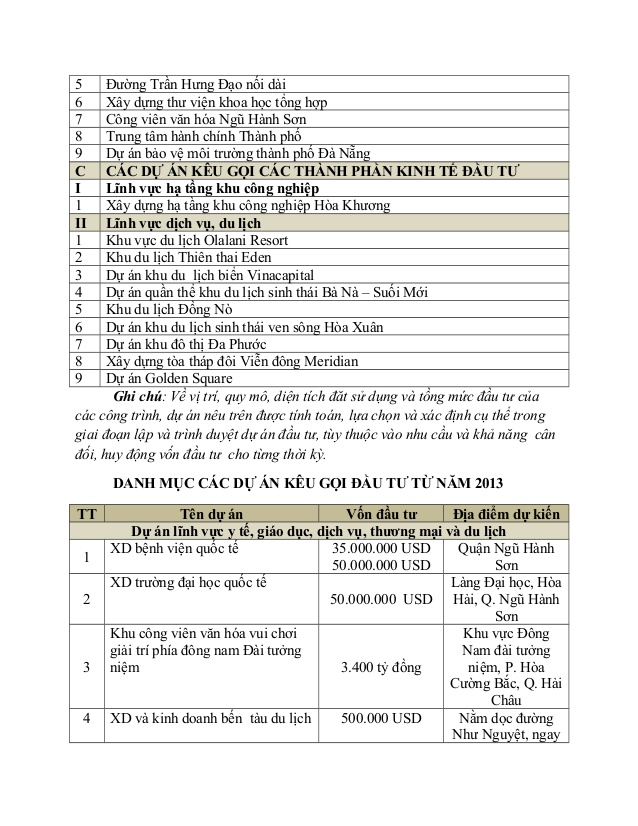 5 Đường Trần Hưng Đạo nối dài
6 Xây dựng thư viện khoa học tổng hợp
7 Công viên văn hóa Ngũ Hành Sơn
8 Trung tâm hành chính Thành phố
9 Dự án bảo vệ môi trường thành phố Đà Nẵng
C CÁC DỰ ÁN KÊU GỌI CÁC THÀNH PHẦN KINH TẾ ĐẦU TƯ
I Lĩnh vực hạ tầng khu công nghiệp
1 Xây dựng hạ tầng khu công nghiệp Hòa Khương
II Lĩnh vực dịch vụ, du lịch
1 Khu vực du lịch Olalani Resort
2 Khu du lịch Thiên thai Eden
3 Dự án khu du lịch biển Vinacapital
4 Dự án quần thể khu du lịch sinh thái Bà Nà – Suối Mới
5 Khu du lịch Đồng Nò
6 Dự án khu du lịch sinh thái ven sông Hòa Xuân
7 Dự án khu đô thị Đa Phước
8 Xây dựng tòa tháp đôi Viễn đông Meridian
9 Dự án Golden Square
Ghi chú: Về vị trí, quy mô, diện tích đăt sử dụng và tổng mức đầu tư của
các công trình, dự án nêu trên được tính toán, lựa chọn và xác định cụ thể trong
giai đoạn lập và trình duyệt dự án đầu tư, tùy thuộc vào nhu cầu và khả năng cân
đối, huy động vốn đầu tư cho từng thời kỳ.
DANH MỤC CÁC DỰ ÁN KÊU GỌI ĐẦU TƯ TỪ NĂM 2013
TT Tên dự án Vốn đầu tư Địa điểm dự kiến
Dự án lĩnh vực y tế, giáo dục, dịch vụ, thương mại và du lịch
1 XD bệnh viện quốc tế 35.000.000 USD Quận Ngũ Hành
50.000.000 USD Sơn
XD trường đại học quốc tế Làng Đại học, Hòa
2 50.000.000 USD Hải, Q. Ngũ Hành
Sơn
Khu công viên văn hóa vui chơi Khu vực Đông
giải trí phía đông nam Đài tưởng Nam đài tưởng
3 niệm 3.400 tỷ đồng niệm, P. Hòa
Cường Bắc, Q. Hải
Châu
4 XD và kinh doanh bến tàu du lịch 500.000 USD Nằm dọc đường
Như Nguyệt, ngay